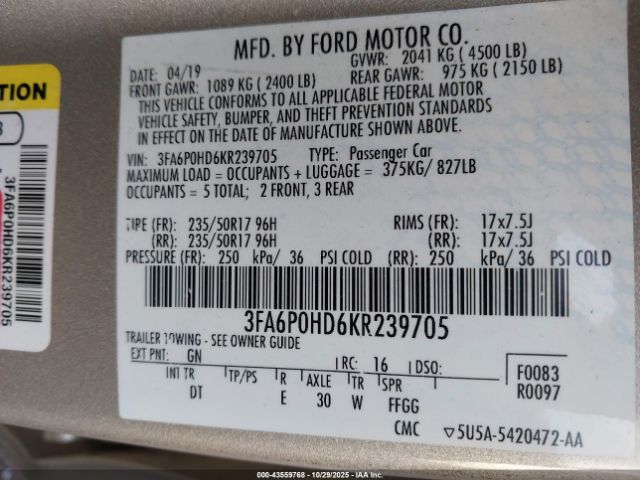 MFD. BY FORD MOTOR CO.
DATE: 04/19 GVWR: 2041 KG ( 4500 LB)
FRONT GAWR: 1089 KG ( 2400 LB) REAR GAWR: 975 KG ( 2150 LB)
THIS VEHICLE CONFORMS TO ALL APPLICABLE FEDERAL MOTOR
VEHICLE SAFETY, BUMPER, AND THEFT PREVENTION STANDARDS
IN EFFECT ON THE DATE OF MANUFACTURE SHOWN ABOVE.
VIN: 3FA6P0HD6KR239705 TYPE: Passenger Car
MAXIMUM LOAD = OCCUPANTS + LUGGAGE = 375KG/ 827LB
OCCUPANTS = 5 TOTAL; 2 FRONT, 3 REAR
TIRE (FR): 235/50R17 96H RIMS (FR): 17x7.5J
(RR): 235/50R17 96H (RR): 17x7.5J
PRESSURE (FR): 250 kPa/ 36 PSI COLD (RR): 250 kPa/ 36 PSI COLD
3FA6P0HD6KR239705
TRAILER TOWING - SEE OWNER GUIDE
EXT PNT: GN RC: 16 DSO: F0083
INT TR TP/PS R AXLE TR SPR R0097
DT E 30 W FFGG
CMC ▽5U5A-5420472-AA
TION
3FA6P0HD6KR239705
000-43559768 10/29/2025 IAAI.COM